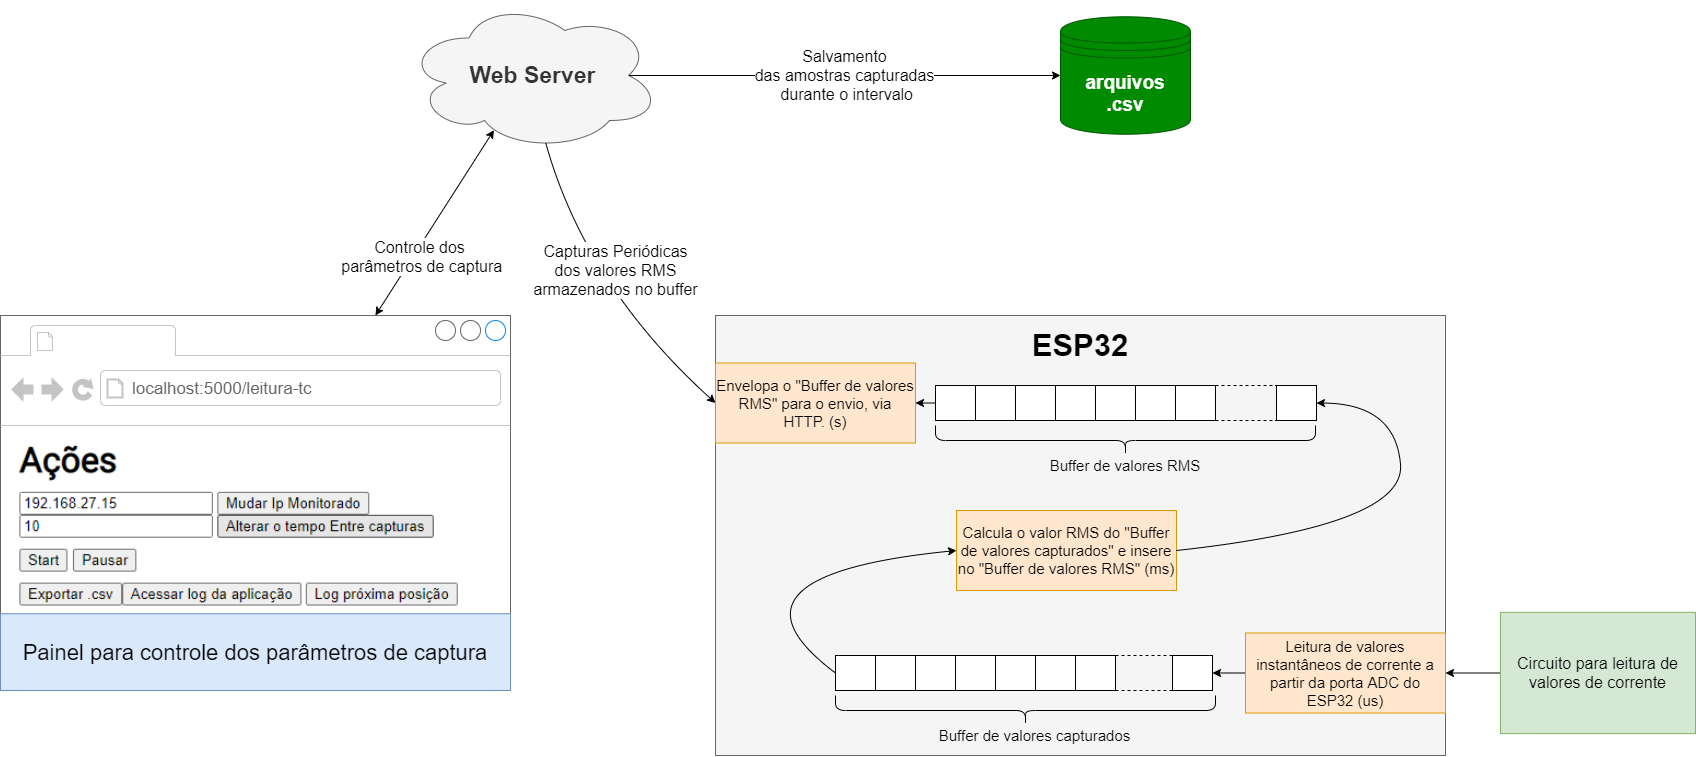 Web Server
Salvamento
das amostras capturadas
durante o intervalo
arquivos
.csv
Controle dos
parâmetros de captura
Capturas Periódicas
dos valores RMS
armazenados no buffer
localhost:5000/leitura-tc
Ações
192.168.27.15 Mudar Ip Monitorado
10 Alterar o tempo Entre capturas
Start Pausar
Exportar .csv Acessar log da aplicação Log próxima posição
Painel para controle dos parâmetros de captura
ESP32
Envelopa o "Buffer de valores
RMS" para o envio, via
HTTP. (s)
Buffer de valores RMS
Calcula o valor RMS do "Buffer
de valores capturados" e insere
no "Buffer de valores RMS" (ms)
Leitura de valores
instantâneos de corrente a
partir da porta ADC do
ESP32 (us)
Buffer de valores capturados
Circuito para leitura de
valores de corrente